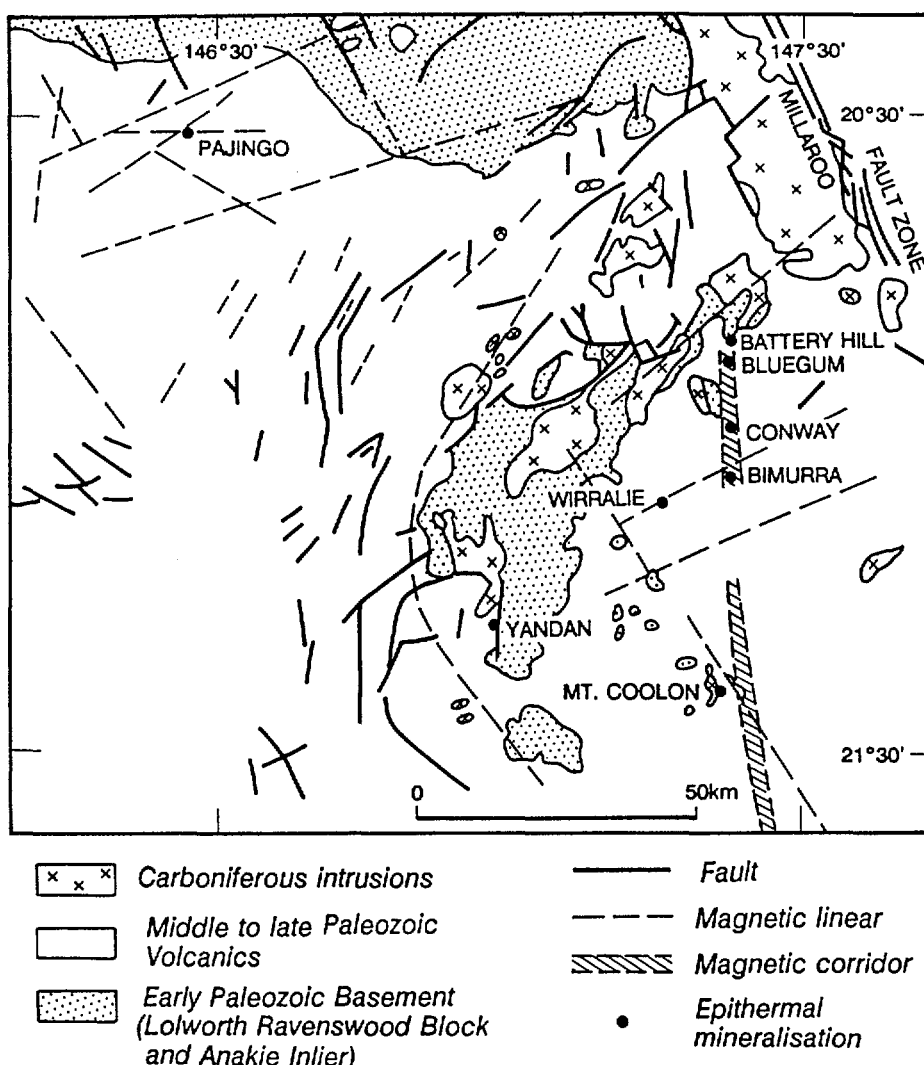 146°30'
147°30'
20°30'
MILLAROO
FAULT ZONE
PAJINGO
BATTERY HILL
BLUEGUM
CONWAY
BIMURRA
WIRRALIE
YANDAN
MT. COOLON
21°30'
0
50km
Carboniferous intrusions
Middle to late Paleozoic
Volcanics
Early Paleozoic Basement
(Lolworth Ravenswood Block
and Anakie Inlier)
Fault
Magnetic linear
Magnetic corridor
Epithermal
mineralisation